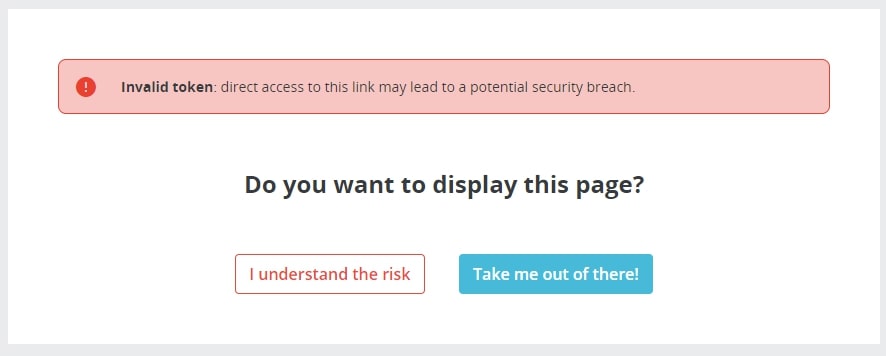 Invalid token: direct access to this link may lead to a potential security breach.
Do you want to display this page?
I understand the risk
Take me out of there!